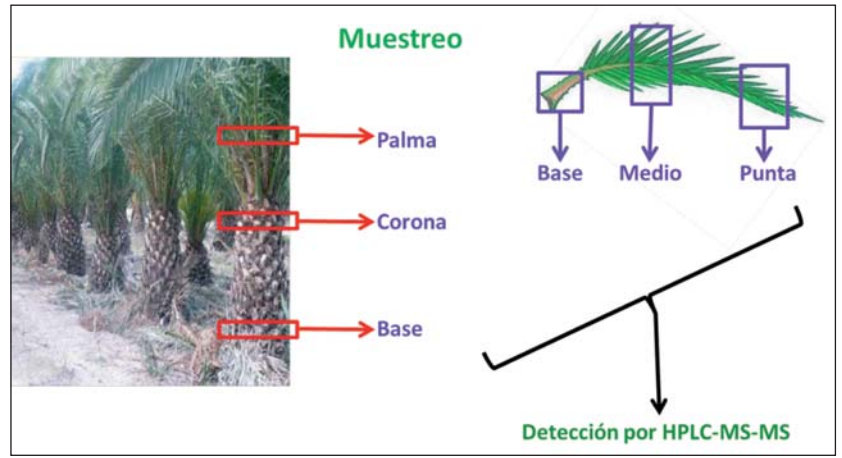 Muestreo
Palma
Corona
Base
Base Medio Punta
Detección por HPLC-MS-MS